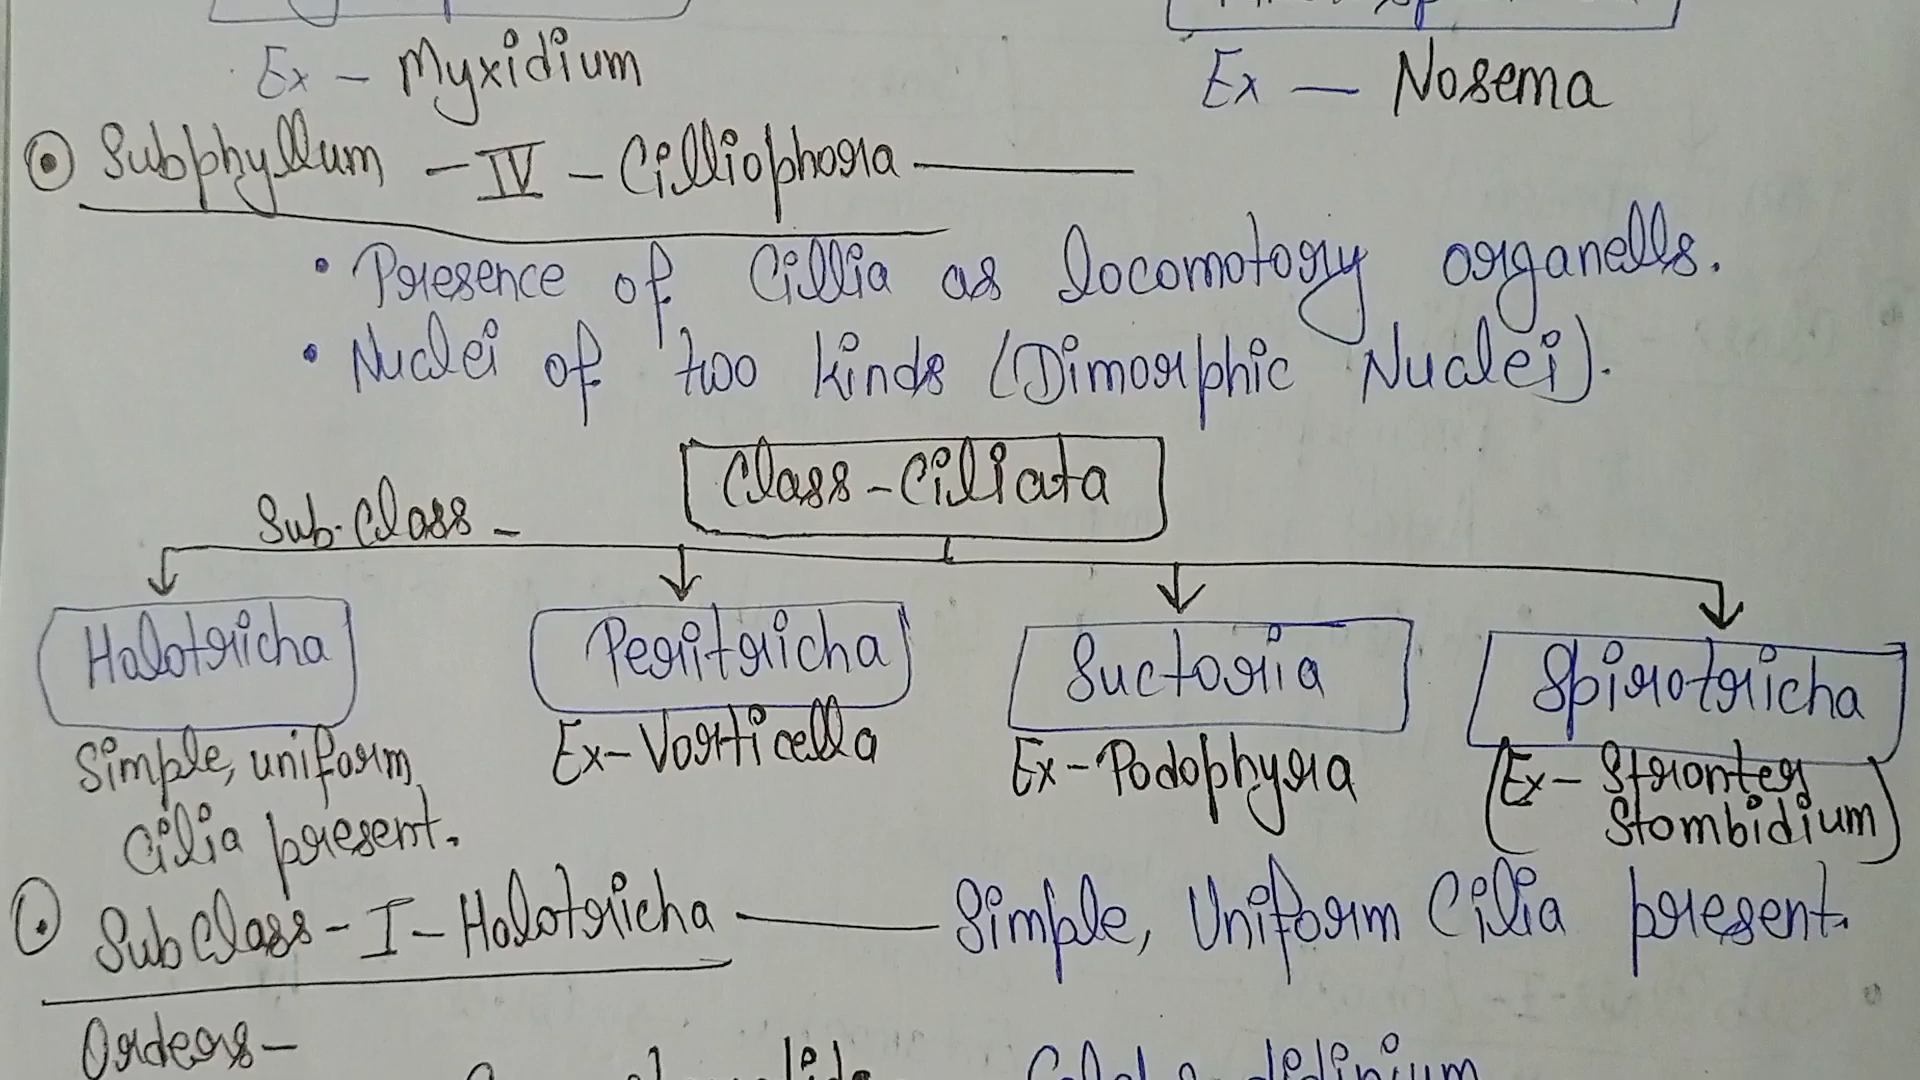 Ex - Myxidium
Ex - Nosema
Subphyllum - IV - Cilliophora
• Presence of Cillia as locomotory organells.
• Nuclei of two kinds (Dimorphic Nuclei).
Class - Ciliata
Sub-Class -
Holotricha
Peritricha
Suctoria
Spirotricha
Simple, uniform
Cilia present.
Ex - Vorticella
Ex - Podophyra
(Ex - Stronter
Stombidium)
SubClass - I - Holotricha — Simple, Uniform Cilia present.
Orders -